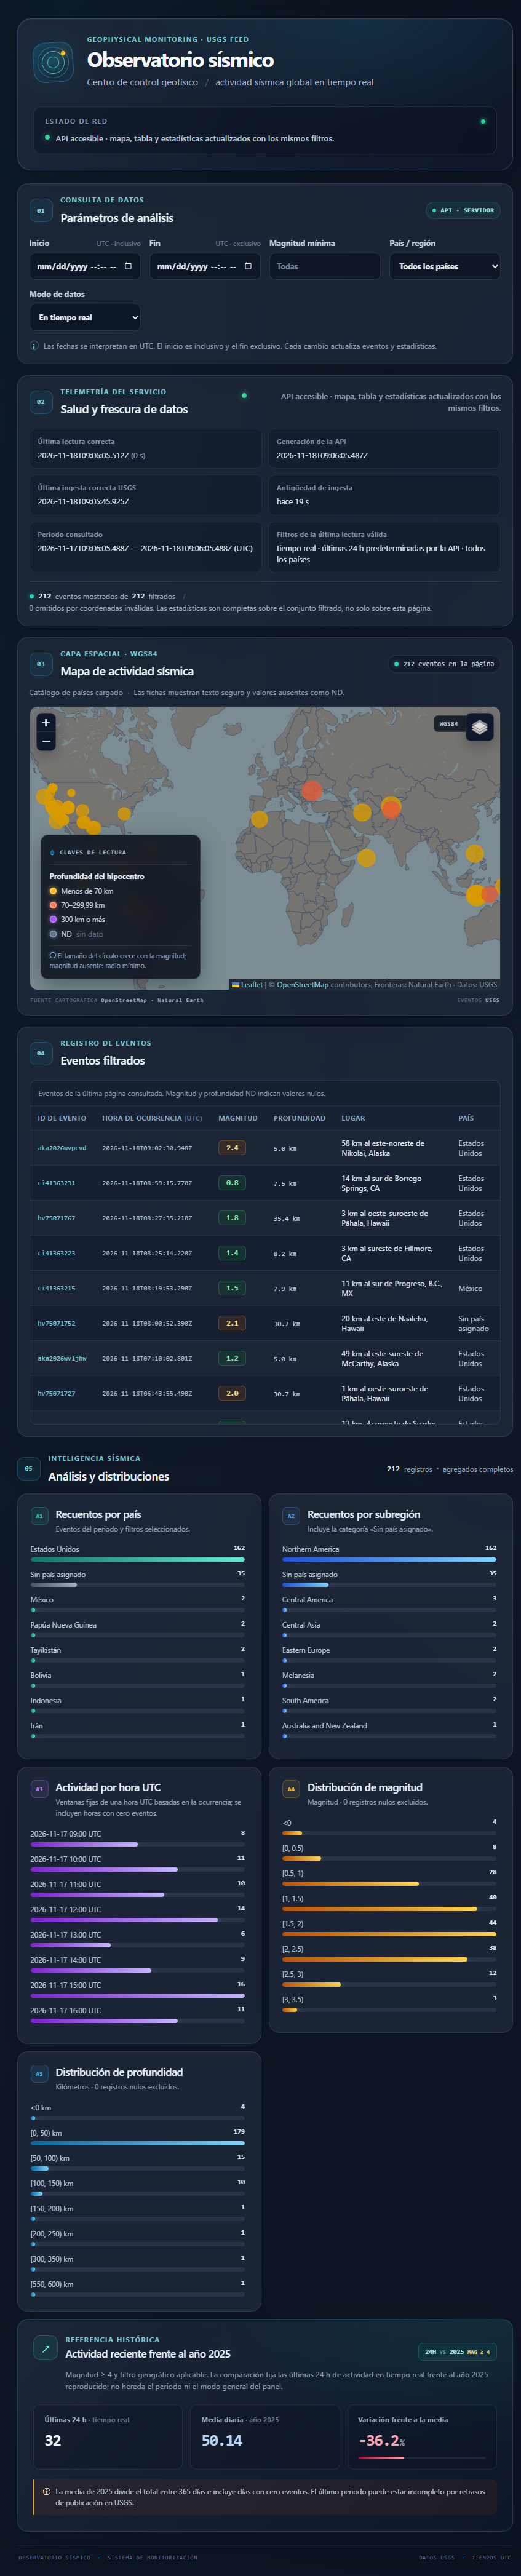 GEOPHYSICAL MONITORING · USGS FEED
Observatorio sísmico
Centro de control geofísico / actividad sísmica global en tiempo real
ESTADO DE RED
API accesible · mapa, tabla y estadísticas actualizados con los mismos filtros.
01
CONSULTA DE DATOS
Parámetros de análisis
API · SERVIDOR
Inicio UTC · inclusivo
Fin UTC · exclusivo
Magnitud mínima
País / región
mm/dd/yyyy --:-- --
mm/dd/yyyy --:-- --
Todas
Todos los países
Modo de datos
En tiempo real
Las fechas se interpretan en UTC. El inicio es inclusivo y el fin exclusivo. Cada cambio actualiza eventos y estadísticas.
02
TELEMETRÍA DEL SERVICIO
Salud y frescura de datos
API accesible · mapa, tabla y estadísticas actualizados con los
mismos filtros.
Última lectura correcta
2026-11-18T09:06:05.512Z (0 s)
Generación de la API
2026-11-18T09:06:05.487Z
Última ingesta correcta USGS
2026-11-18T09:05:45.925Z
Antigüedad de ingesta
hace 19 s
Periodo consultado
2026-11-17T09:06:05.488Z — 2026-11-18T09:06:05.488Z (UTC)
Filtros de la última lectura válida
tiempo real · últimas 24 h predeterminadas por la API · todos
los países
212 eventos mostrados de 212 filtrados /
0 omitidos por coordenadas inválidas. Las estadísticas son completas sobre el conjunto filtrado, no solo sobre esta página.
03
CAPA ESPACIAL · WGS84
Mapa de actividad sísmica
212 eventos en la página
Catálogo de países cargado · Las fichas muestran texto seguro y valores ausentes como ND.
+
−
WGS84
CLAVES DE LECTURA
Profundidad del hipocentro
Menos de 70 km
70–299,99 km
300 km o más
ND sin dato
El tamaño del círculo crece con la magnitud;
magnitud ausente: radio mínimo.
Leaflet | © OpenStreetMap contributors, Fronteras: Natural Earth · Datos: USGS
FUENTE CARTOGRÁFICA OpenStreetMap · Natural Earth
EVENTOS USGS
04
REGISTRO DE EVENTOS
Eventos filtrados
Eventos de la última página consultada. Magnitud y profundidad ND indican valores nulos.
ID DE EVENTO HORA DE OCURRENCIA (UTC) MAGNITUD PROFUNDIDAD LUGAR PAÍS
aka2026wvpcvd 2026-11-18T09:02:30.948Z 2.4 5.0 km 58 km al este-noreste de Nikolai, Alaska Estados Unidos
ci41363231 2026-11-18T08:59:15.770Z 0.8 7.5 km 14 km al sur de Borrego Springs, CA Estados Unidos
hv75071767 2026-11-18T08:27:35.210Z 1.8 35.4 km 3 km al oeste-suroeste de Pāhala, Hawaii Estados Unidos
ci41363223 2026-11-18T08:25:14.220Z 1.4 8.2 km 3 km al sureste de Fillmore, CA Estados Unidos
ci41363215 2026-11-18T08:19:53.290Z 1.5 7.9 km 11 km al sur de Progreso, B.C., MX México
hv75071752 2026-11-18T08:00:52.390Z 2.1 30.7 km 20 km al este de Naalehu, Hawaii Sin país asignado
aka2026wvljhw 2026-11-18T07:10:02.801Z 1.2 5.0 km 49 km al este-sureste de McCarthy, Alaska Estados Unidos
hv75071727 2026-11-18T06:43:55.490Z 2.0 30.7 km 1 km al oeste-suroeste de Pāhala, Hawaii Estados Unidos
05
INTELIGENCIA SÍSMICA
Análisis y distribuciones
212 registros • agregados completos
A1
Recuentos por país
Eventos del periodo y filtros seleccionados.
Estados Unidos 162
Sin país asignado 35
México 2
Papúa Nueva Guinea 2
Tayikistán 2
Bolivia 1
Indonesia 1
Irán 1
A2
Recuentos por subregión
Incluye la categoría «Sin país asignado».
Northern America 162
Sin país asignado 35
Central America 3
Central Asia 2
Eastern Europe 2
Melanesia 2
South America 2
Australia and New Zealand 1
A3
Actividad por hora UTC
Ventanas fijas de una hora UTC basadas en la ocurrencia; se
incluyen horas con cero eventos.
2026-11-17 09:00 UTC 8
2026-11-17 10:00 UTC 11
2026-11-17 11:00 UTC 10
2026-11-17 12:00 UTC 14
2026-11-17 13:00 UTC 6
2026-11-17 14:00 UTC 9
2026-11-17 15:00 UTC 16
2026-11-17 16:00 UTC 11
A4
Distribución de magnitud
Magnitud · 0 registros nulos excluidos.
<0 4
[0, 0.5) 8
[0.5, 1) 28
[1, 1.5) 40
[1.5, 2) 44
[2, 2.5) 38
[2.5, 3) 12
[3, 3.5) 3
A5
Distribución de profundidad
Kilómetros · 0 registros nulos excluidos.
<0 km 4
[0, 50) km 179
[50, 100) km 15
[100, 150) km 10
[150, 200) km 1
[200, 250) km 1
[300, 350) km 1
[550, 600) km 1
REFERENCIA HISTÓRICA
Actividad reciente frente al año 2025
24H VS 2025 MAG ≥ 4
Magnitud ≥ 4 y filtro geográfico aplicable. La comparación fija las últimas 24 h de actividad en tiempo real frente al año 2025
reproducido; no hereda el periodo ni el modo general del panel.
Últimas 24 h · tiempo real
32
Media diaria · año 2025
50.14
Variación frente a la media
-36.2%
La media de 2025 divide el total entre 365 días e incluye días con cero eventos. El último periodo puede estar incompleto por retrasos
de publicación en USGS.
OBSERVATORIO SÍSMICO • SISTEMA DE MONITORIZACIÓN
DATOS USGS • TIEMPOS UTC